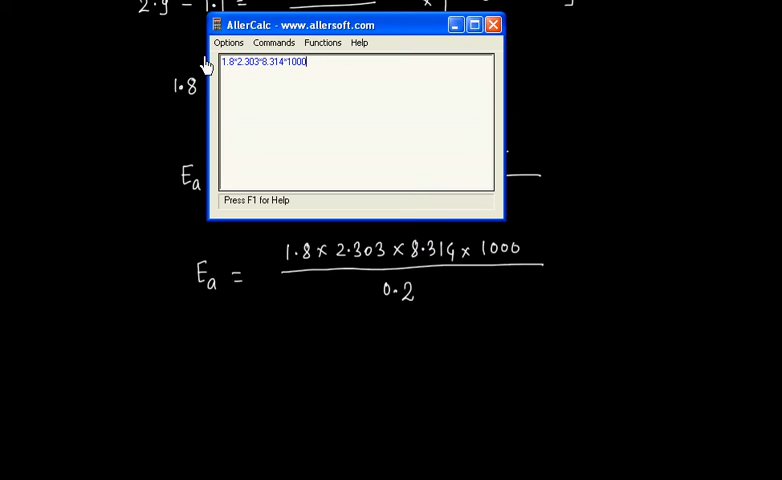 2.9 - 1.1 =
AllerCalc - www.allersoft.com
Options Commands Functions Help
1.8*2.303*8.314*1000
1.8
Ea
Press F1 for Help
Ea = 1.8 × 2.303 × 8.314 × 1000
0.2